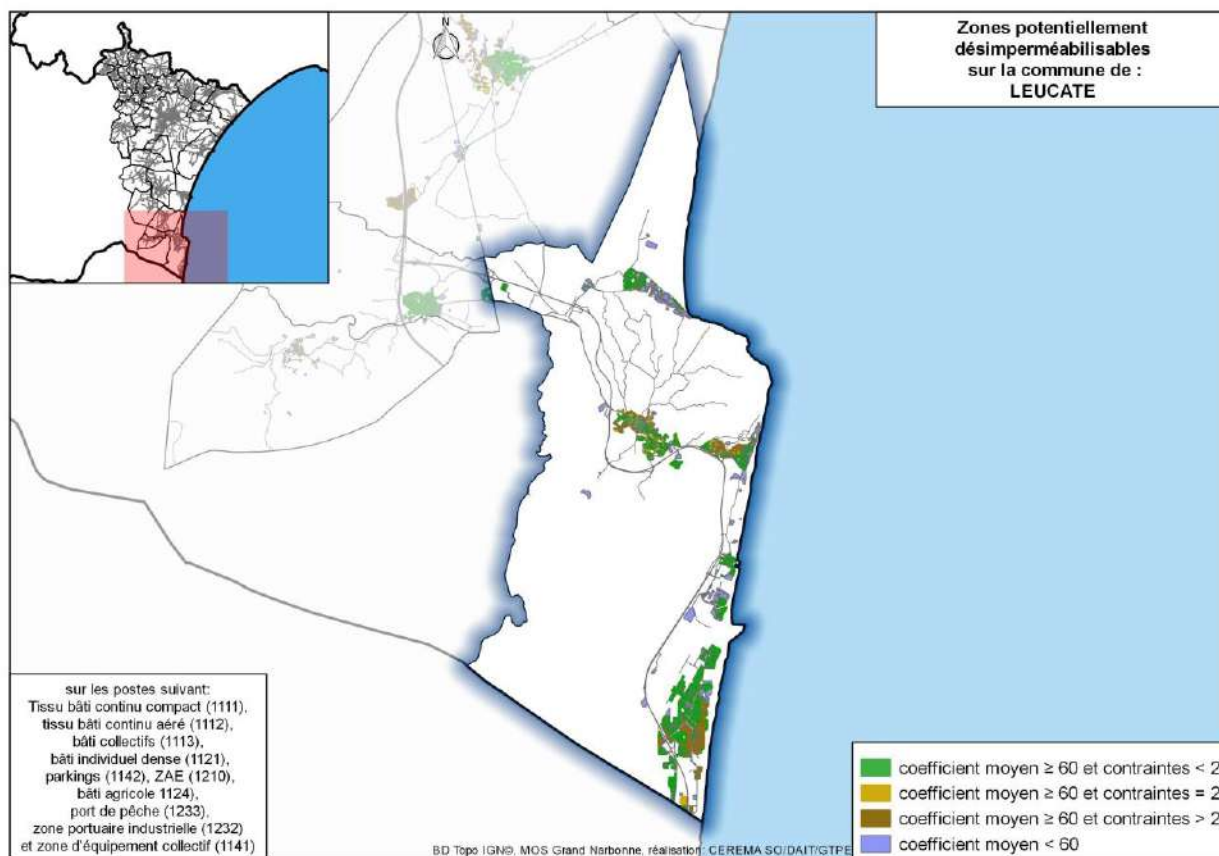 Zones potentiellement
désimperméabilisables
sur la commune de :
LEUCATE
N
sur les postes suivant:
Tissu bâti continu compact (1111),
tissu bâti continu aéré (1112),
bâti collectifs (1113),
bâti individuel dense (1121),
parkings (1142), ZAE (1210),
bâti agricole 1124),
port de pêche (1233),
zone portuaire industrielle (1232)
et zone d'équipement collectif (1141)
coefficient moyen ≥ 60 et contraintes < 2
coefficient moyen ≥ 60 et contraintes = 2
coefficient moyen ≥ 60 et contraintes > 2
coefficient moyen < 60
BD Topo IGN©, MOS Grand Narbonne, réalisation: CEREMA SO/DAIT/GTPE